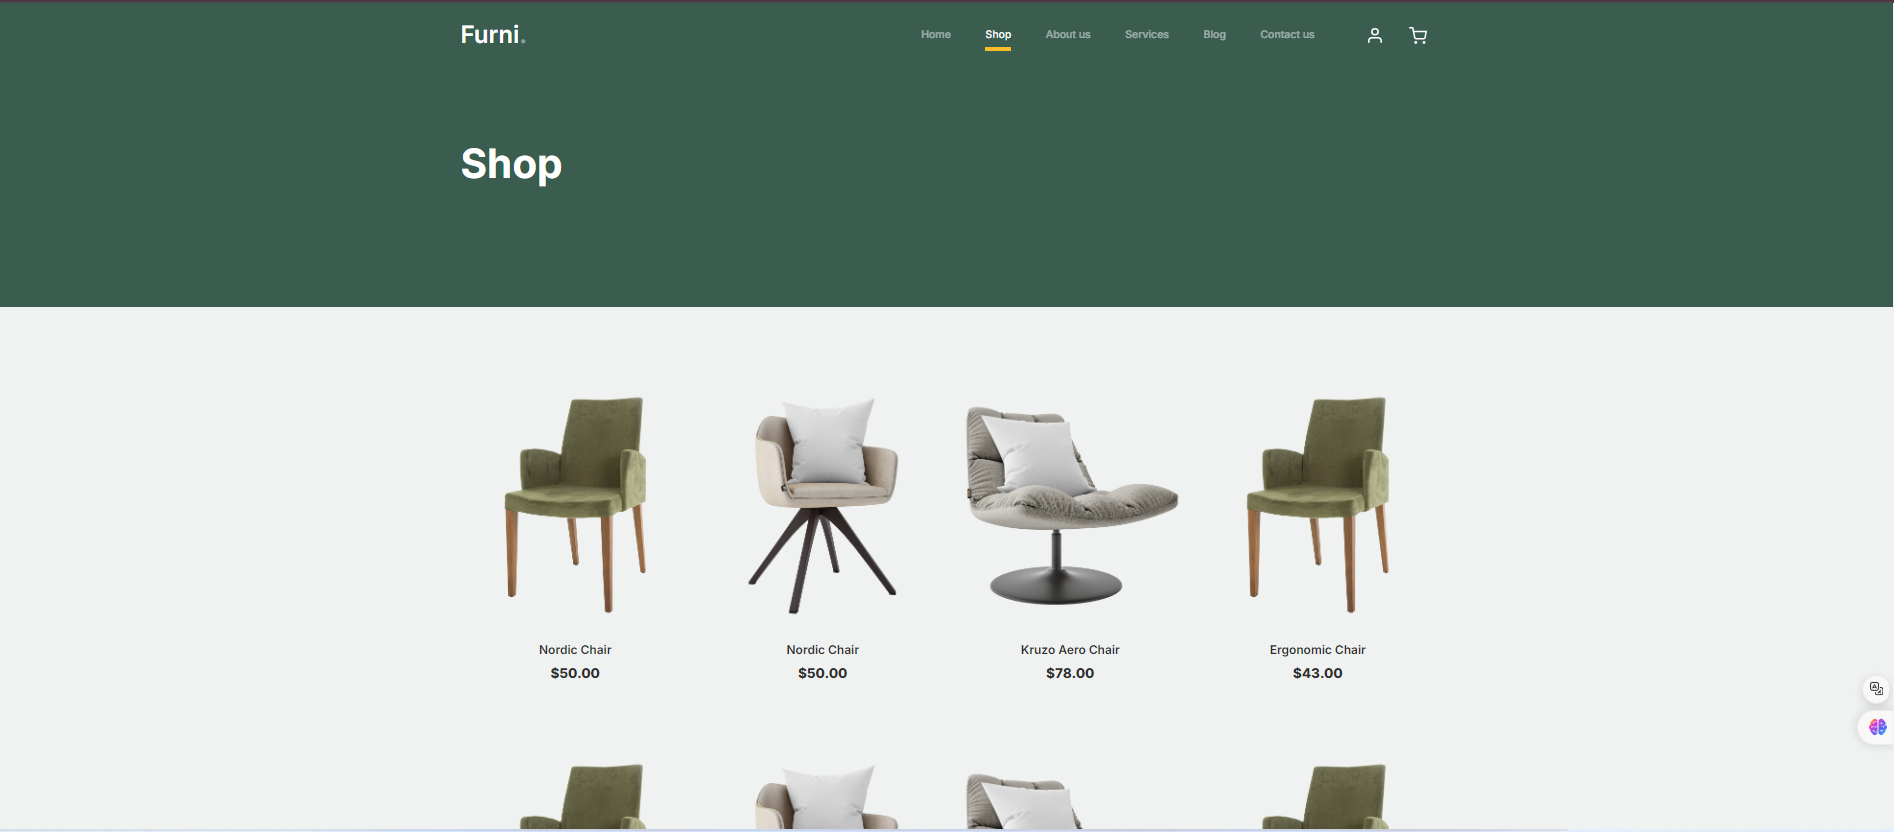 Furni.
Home Shop About us Services Blog Contact us
Shop
Nordic Chair
$50.00
Nordic Chair
$50.00
Kruzo Aero Chair
$78.00
Ergonomic Chair
$43.00